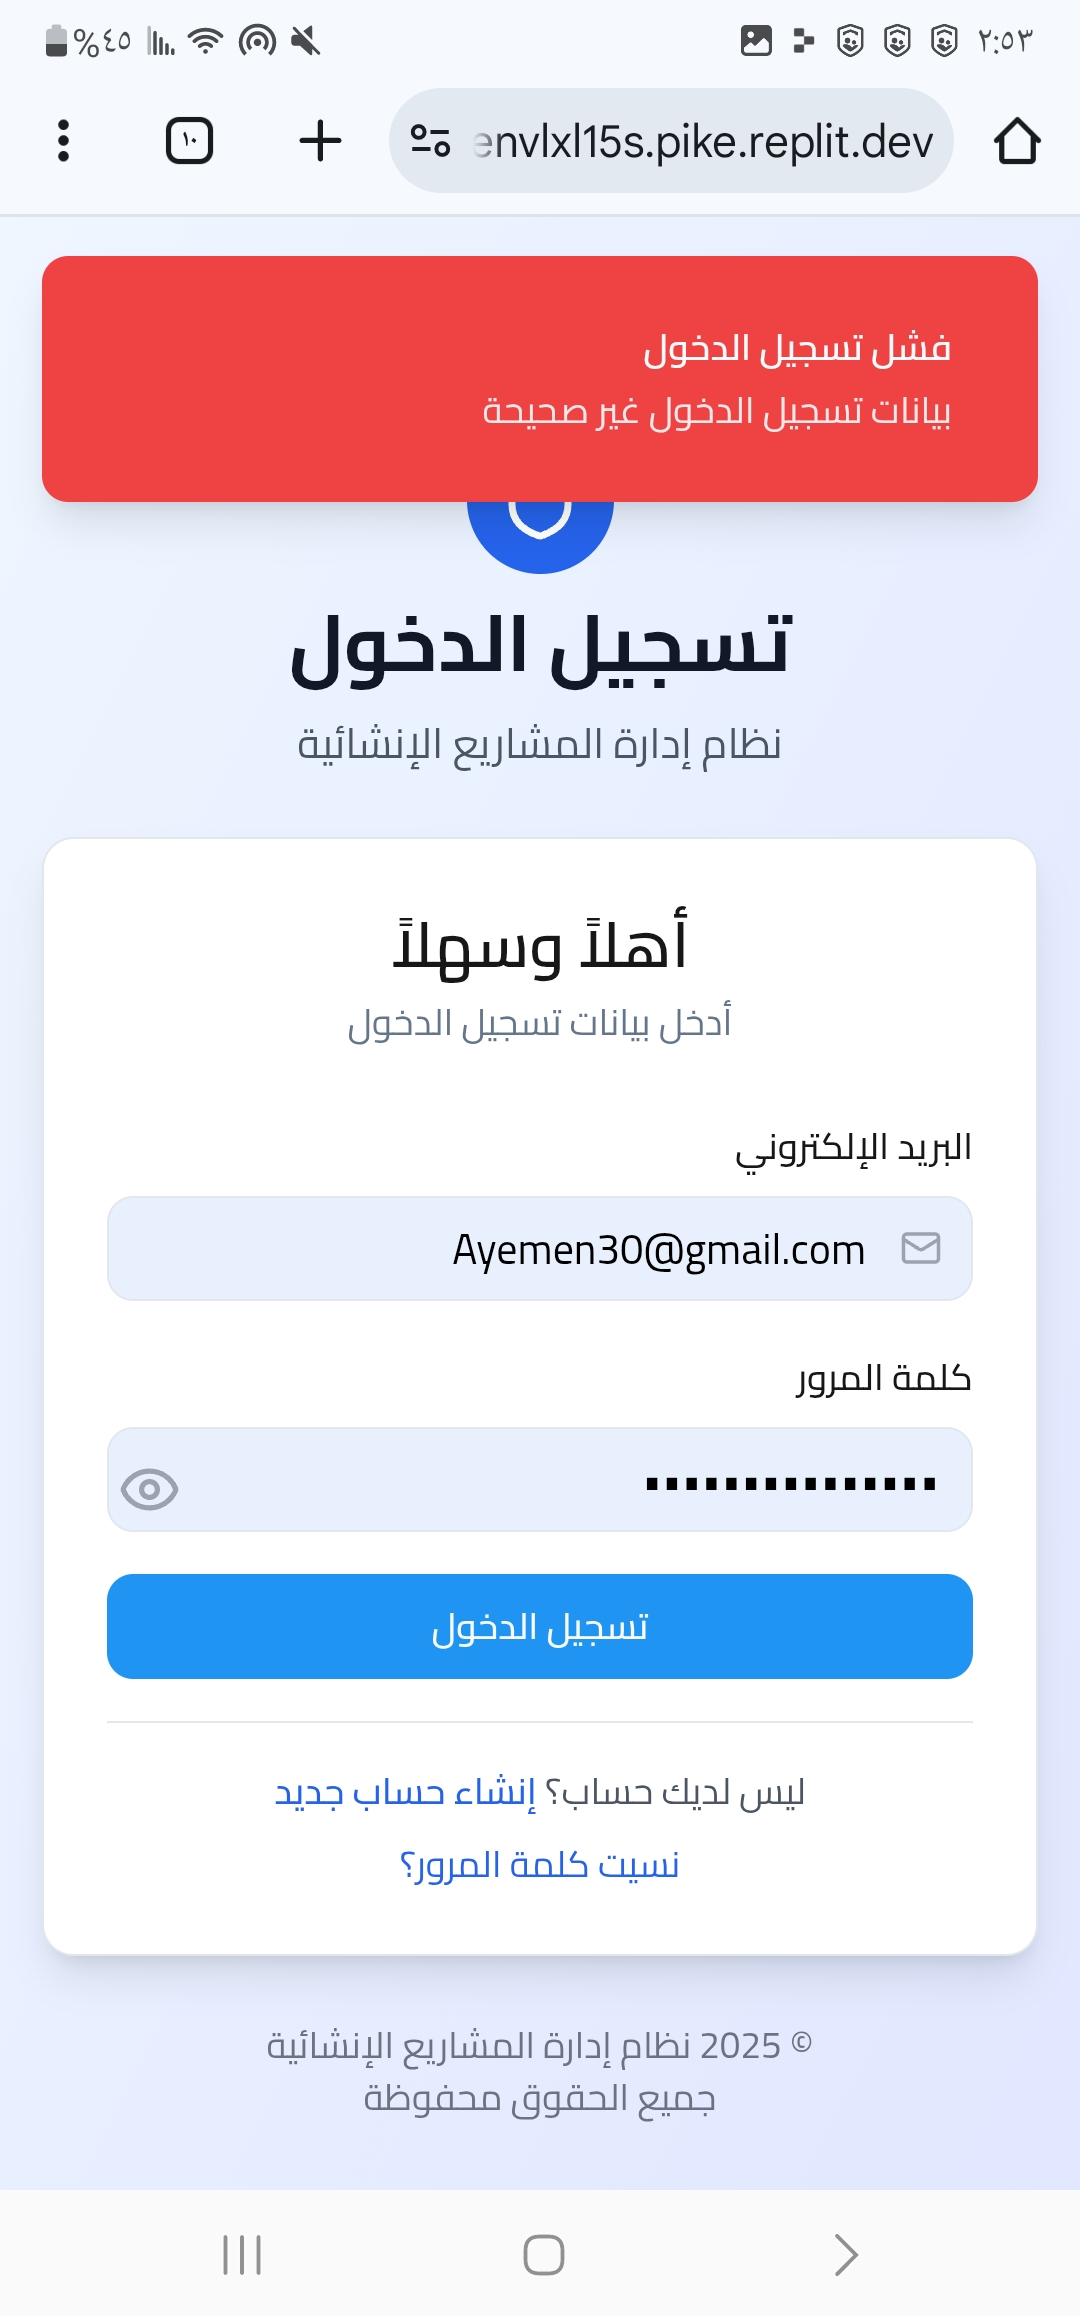 %٤٥
٢:٥٣
١٠
envlxl15s.pike.replit.dev
فشل تسجيل الدخول
بيانات تسجيل الدخول غير صحيحة
تسجيل الدخول
نظام إدارة المشاريع الإنشائية
أهلاً وسهلاً
أدخل بيانات تسجيل الدخول
البريد الإلكتروني
Ayemen30@gmail.com
كلمة المرور
تسجيل الدخول
ليس لديك حساب؟ إنشاء حساب جديد
نسيت كلمة المرور؟
© 2025 نظام إدارة المشاريع الإنشائية
جميع الحقوق محفوظة